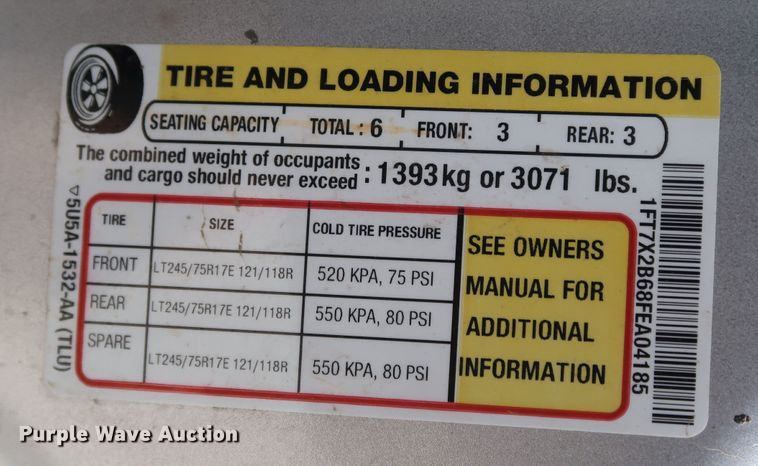 TIRE AND LOADING INFORMATION
SEATING CAPACITY TOTAL : 6 FRONT: 3 REAR: 3
The combined weight of occupants
and cargo should never exceed : 1393kg or 3071 lbs.
TIRE SIZE COLD TIRE PRESSURE
FRONT LT245/75R17E 121/118R 520 KPA, 75 PSI
REAR LT245/75R17E 121/118R 550 KPA, 80 PSI
SPARE LT245/75R17E 121/118R 550 KPA, 80 PSI
SEE OWNERS
MANUAL FOR
ADDITIONAL
INFORMATION
▽5U5A-1532-AA (TLU)
1FT7X2B68FEA04185
Purple Wave Auction